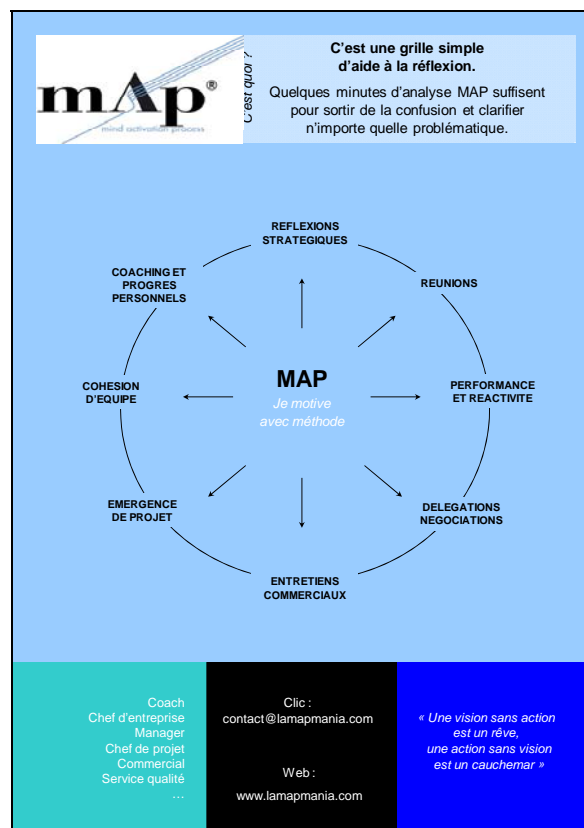 mAp®
mind activation process
C'est quoi ?
C'est une grille simple
d'aide à la réflexion.
Quelques minutes d'analyse MAP suffisent
pour sortir de la confusion et clarifier
n'importe quelle problématique.
REFLEXIONS
STRATEGIQUES
COACHING ET
PROGRES
PERSONNELS
REUNIONS
MAP
Je motive
avec méthode
COHESION
D'EQUIPE
PERFORMANCE
ET REACTIVITE
EMERGENCE
DE PROJET
DELEGATIONS
NEGOCIATIONS
ENTRETIENS
COMMERCIAUX
Coach
Chef d'entreprise
Manager
Chef de projet
Commercial
Service qualité
…
Clic :
contact@lamapmania.com
Web :
www.lamapmania.com
« Une vision sans action
est un rêve,
une action sans vision
est un cauchemar »